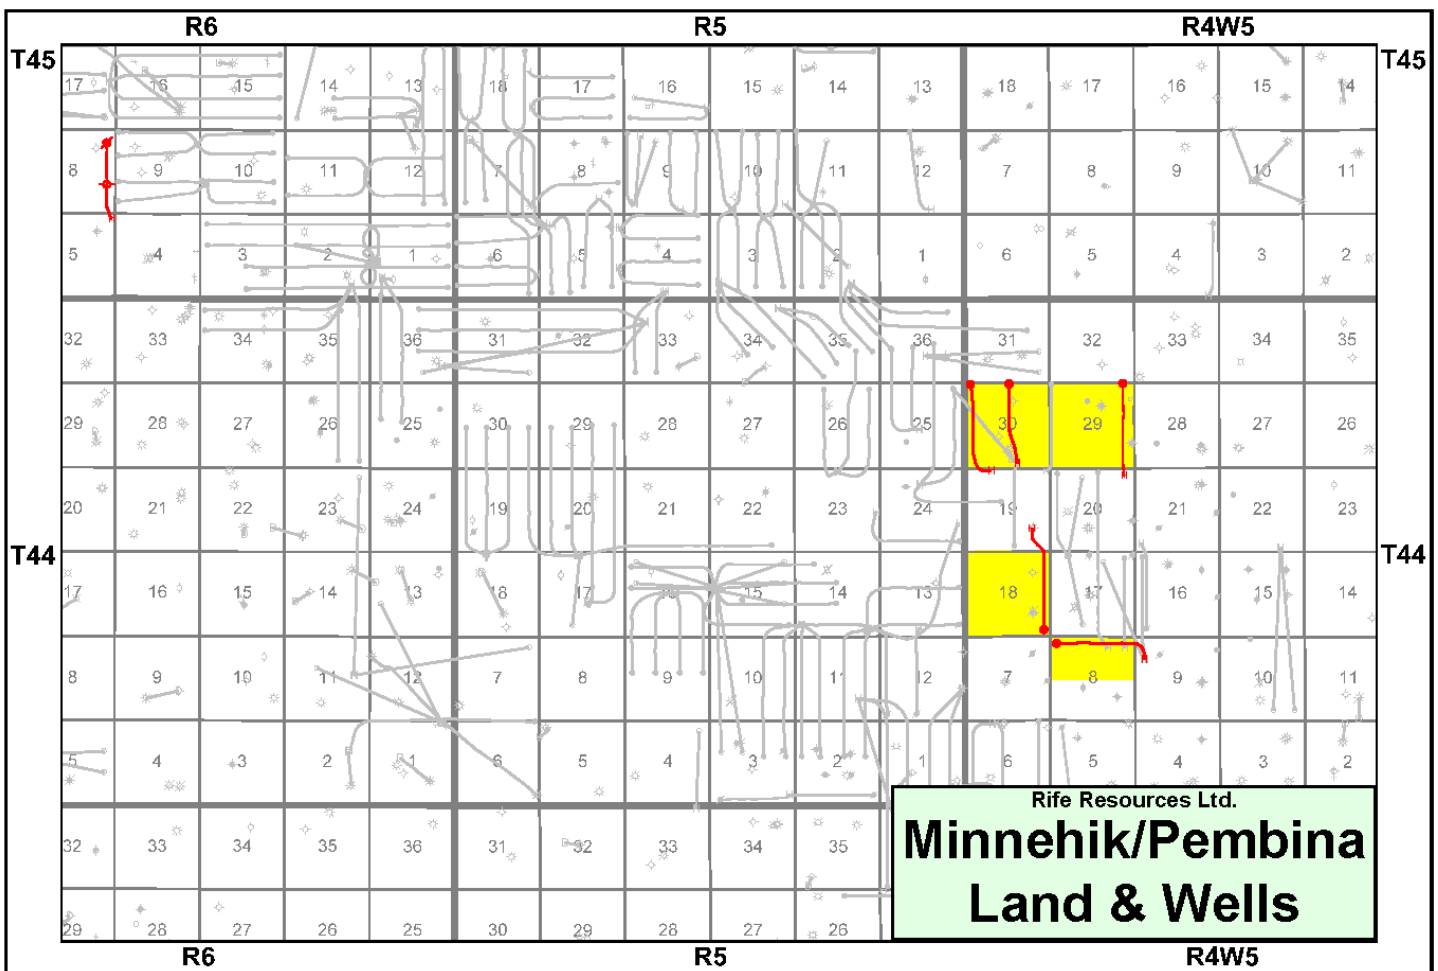 R6 R5 R4W5
T45 T45
17 16 15 14 13 18 17 16 15 14 13 18 17 16 15 14
8 9 10 11 12 7 8 9 10 11 12 7 8 9 10 11
5 4 3 2 1 6 5 4 3 2 1 6 5 4 3 2
32 33 34 35 36 31 32 33 34 35 36 31 32 33 34 35
29 28 27 26 25 30 29 28 27 26 25 30 29 28 27 26
20 21 22 23 24 19 20 21 22 23 24 19 20 21 22 23
T44 T44
17 16 15 14 13 18 17 16 15 14 13 18 17 16 15 14
8 9 10 11 12 7 8 9 10 11 12 7 8 9 10 11
5 4 3 2 1 6 5 4 3 2 1 6 5 4 3 2
32 33 34 35 36 31 32 33 34 35
29 28 27 26 25 30 29 28 27 26
Rife Resources Ltd.
Minnehik/Pembina
Land & Wells
R6 R5 R4W5